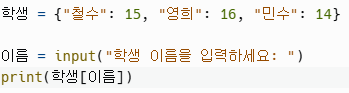 학생 = {"철수": 15, "영희": 16, "민수": 14}
이름 = input("학생 이름을 입력하세요: ")
print(학생[이름])